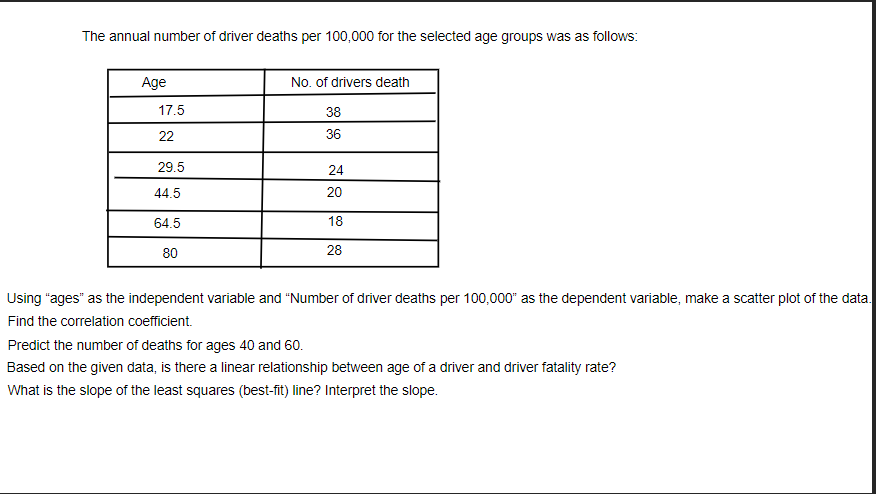 The annual number of driver deaths per 100,000 for the selected age groups was as follows:
Age No. of drivers death
17.5 38
22 36
29.5 24
44.5 20
64.5 18
80 28
Using “ages” as the independent variable and “Number of driver deaths per 100,000” as the dependent variable, make a scatter plot of the data.
Find the correlation coefficient.
Predict the number of deaths for ages 40 and 60.
Based on the given data, is there a linear relationship between age of a driver and driver fatality rate?
What is the slope of the least squares (best-fit) line? Interpret the slope.